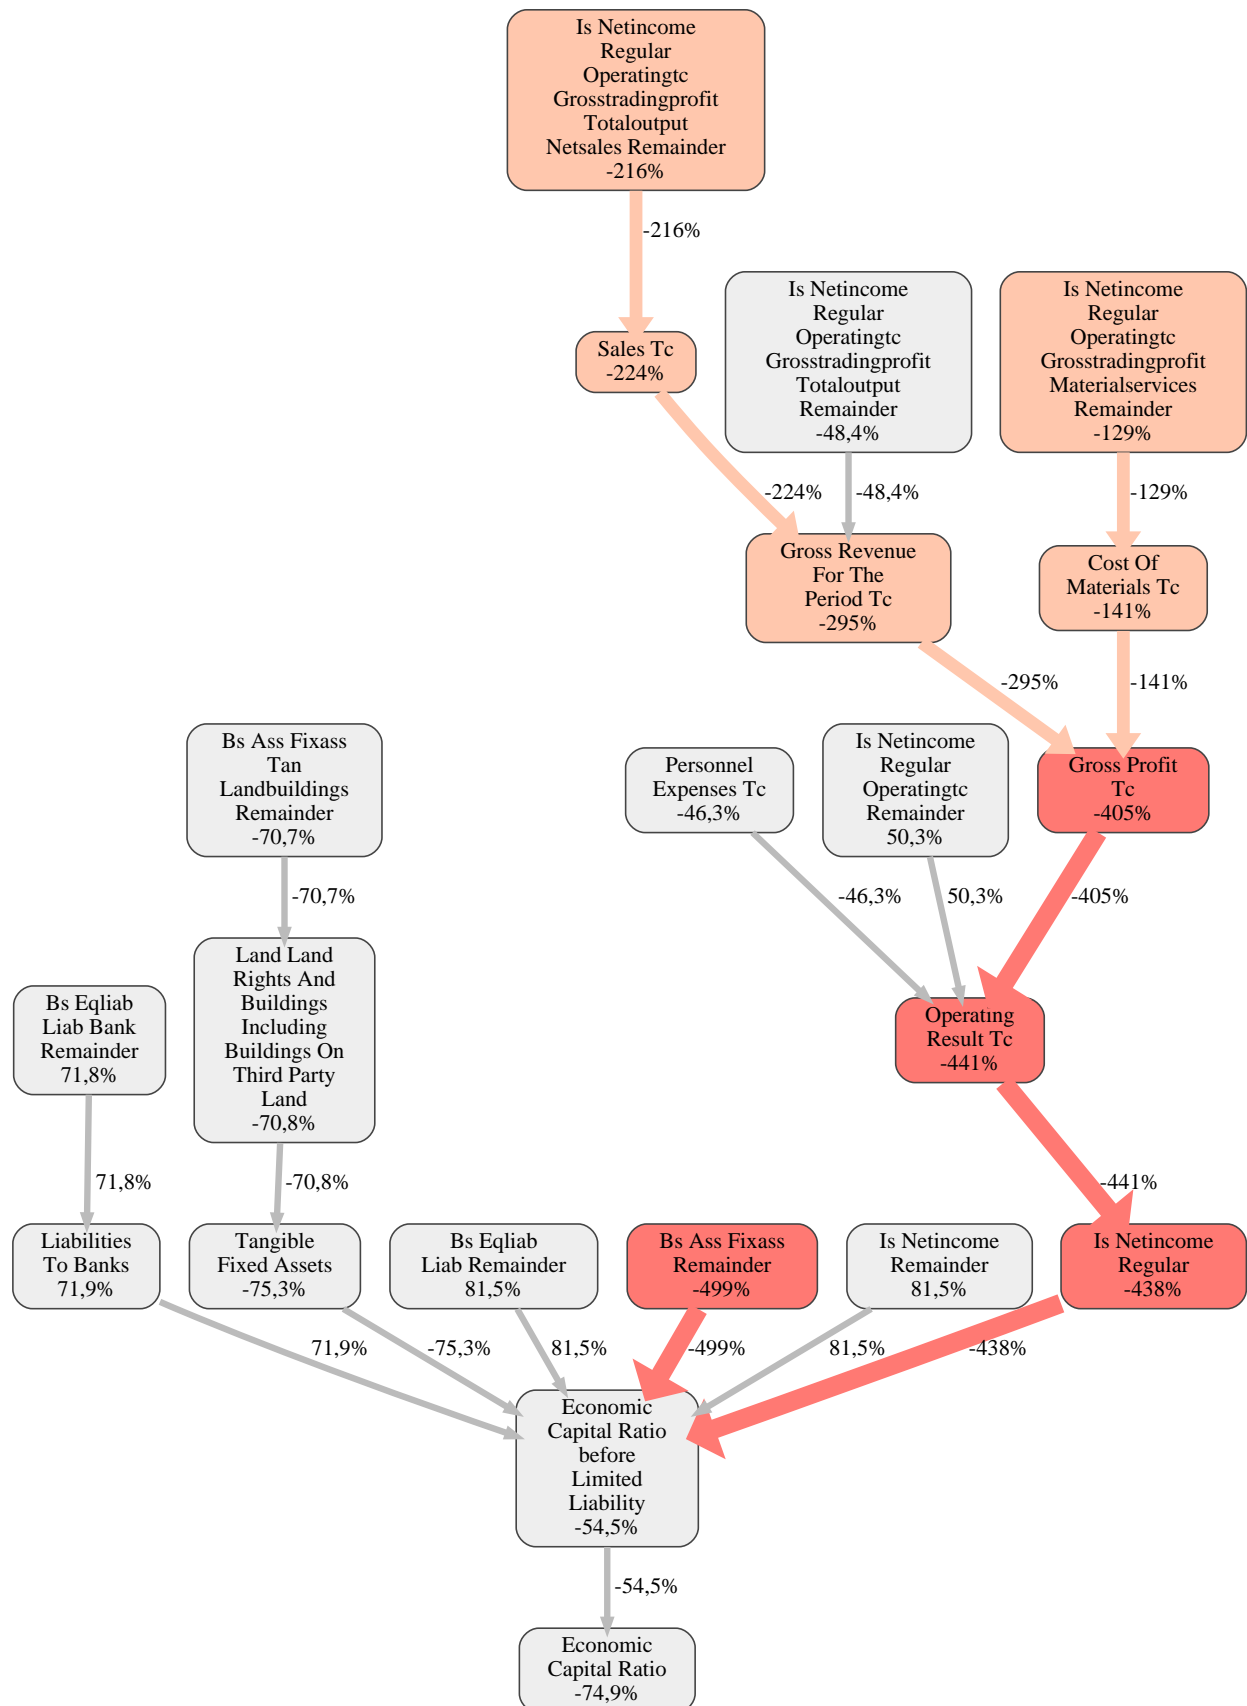 Is Netincome
Regular
Operatingtc
Grosstradingprofit
Totaloutput
Netsales Remainder
-216%
-216%
Sales Tc
-224%
Is Netincome
Regular
Operatingtc
Grosstradingprofit
Totaloutput
Remainder
-48,4%
Is Netincome
Regular
Operatingtc
Grosstradingprofit
Materialservices
Remainder
-129%
-224%
-48,4%
-129%
Gross Revenue
For The
Period Tc
-295%
Cost Of
Materials Tc
-141%
-295%
-141%
Bs Ass Fixass
Tan
Landbuildings
Remainder
-70,7%
Personnel
Expenses Tc
-46,3%
Is Netincome
Regular
Operatingtc
Remainder
50,3%
Gross Profit
Tc
-405%
-70,7%
-46,3%
50,3%
-405%
Bs Eqliab
Liab Bank
Remainder
71,8%
Land Land
Rights And
Buildings
Including
Buildings On
Third Party
Land
-70,8%
Operating
Result Tc
-441%
71,8%
-70,8%
-441%
Liabilities
To Banks
71,9%
Tangible
Fixed Assets
-75,3%
Bs Eqliab
Liab Remainder
81,5%
Bs Ass Fixass
Remainder
-499%
Is Netincome
Remainder
81,5%
Is Netincome
Regular
-438%
71,9%
-75,3%
81,5%
-499%
81,5%
-438%
Economic
Capital Ratio
before
Limited
Liability
-54,5%
-54,5%
Economic
Capital Ratio
-74,9%